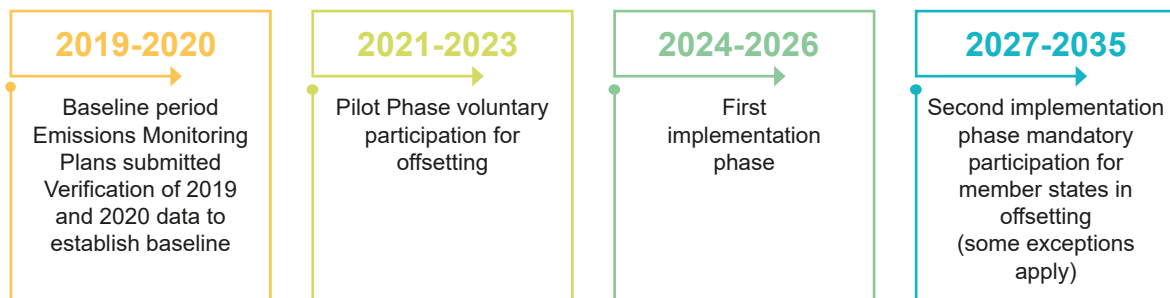 2019-2020
Baseline period
Emissions Monitoring
Plans submitted
Verification of 2019
and 2020 data to
establish baseline
2021-2023
Pilot Phase voluntary
participation for
offsetting
2024-2026
First
implementation
phase
2027-2035
Second implementation
phase mandatory
participation for
member states in
offsetting
(some exceptions
apply)